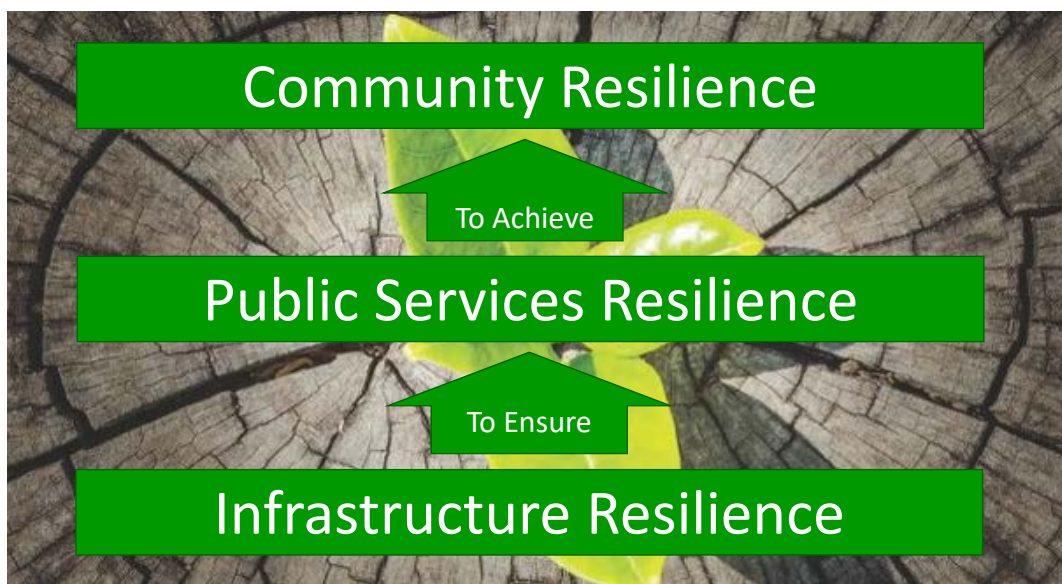 Community Resilience
To Achieve
Public Services Resilience
To Ensure
Infrastructure Resilience